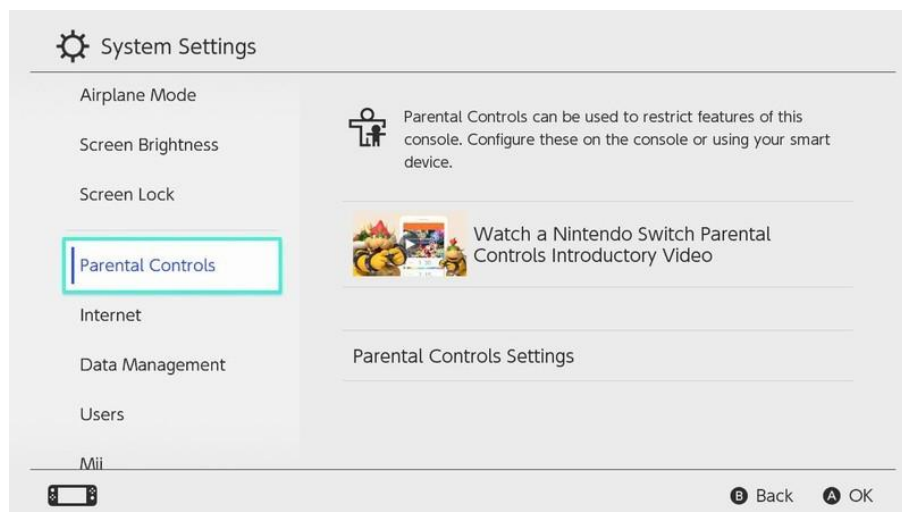 System Settings
Airplane Mode
Screen Brightness
Screen Lock
Parental Controls
Internet
Data Management
Users
Mii
Parental Controls can be used to restrict features of this
console. Configure these on the console or using your smart
device.
Watch a Nintendo Switch Parental
Controls Introductory Video
Parental Controls Settings
B Back
A OK